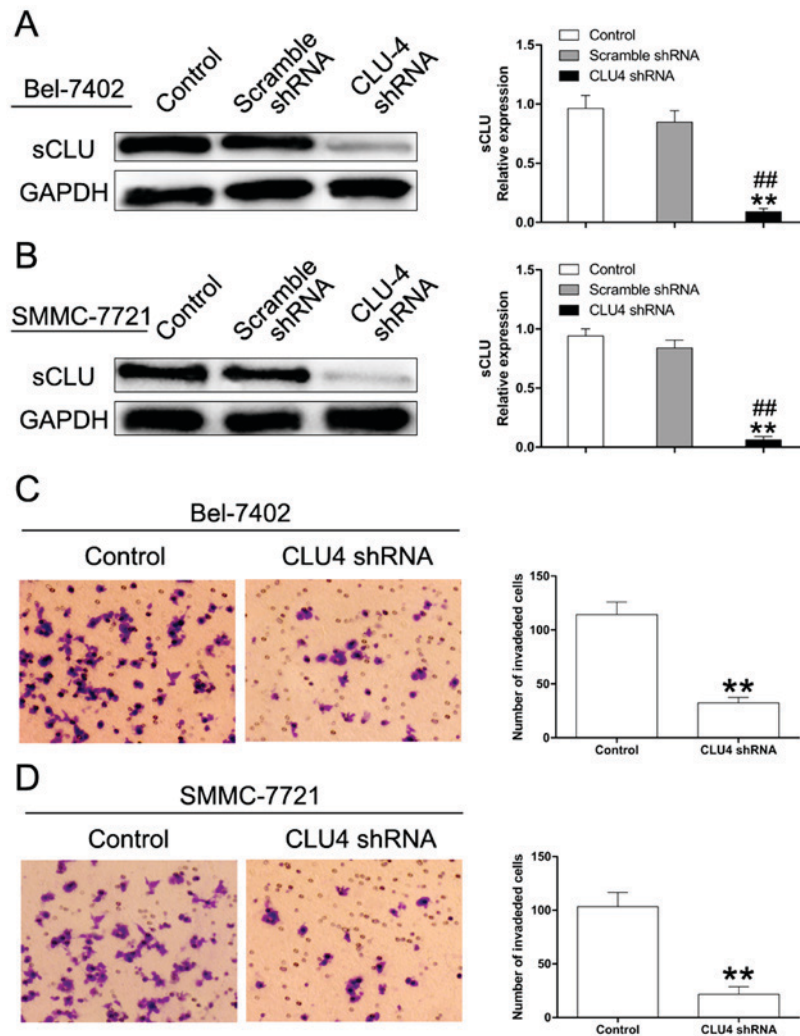 A
Bel-7402
Control
Scramble
shRNA
CLU-4
shRNA
sCLU
GAPDH
sCLU
Relative expression
1.5
1.0
0.5
0.0
Control
Scramble shRNA
CLU4 shRNA
##
**
B
SMMC-7721
Control
Scramble
shRNA
CLU-4
shRNA
sCLU
GAPDH
sCLU
Relative expression
1.5
1.0
0.5
0.0
Control
Scramble shRNA
CLU4 shRNA
##
**
C
Bel-7402
Control
CLU4 shRNA
Number of invadeded cells
150
100
50
0
**
Control
CLU4 shRNA
D
SMMC-7721
Control
CLU4 shRNA
Number of invadeded cells
150
100
50
0
**
Control
CLU4 shRNA